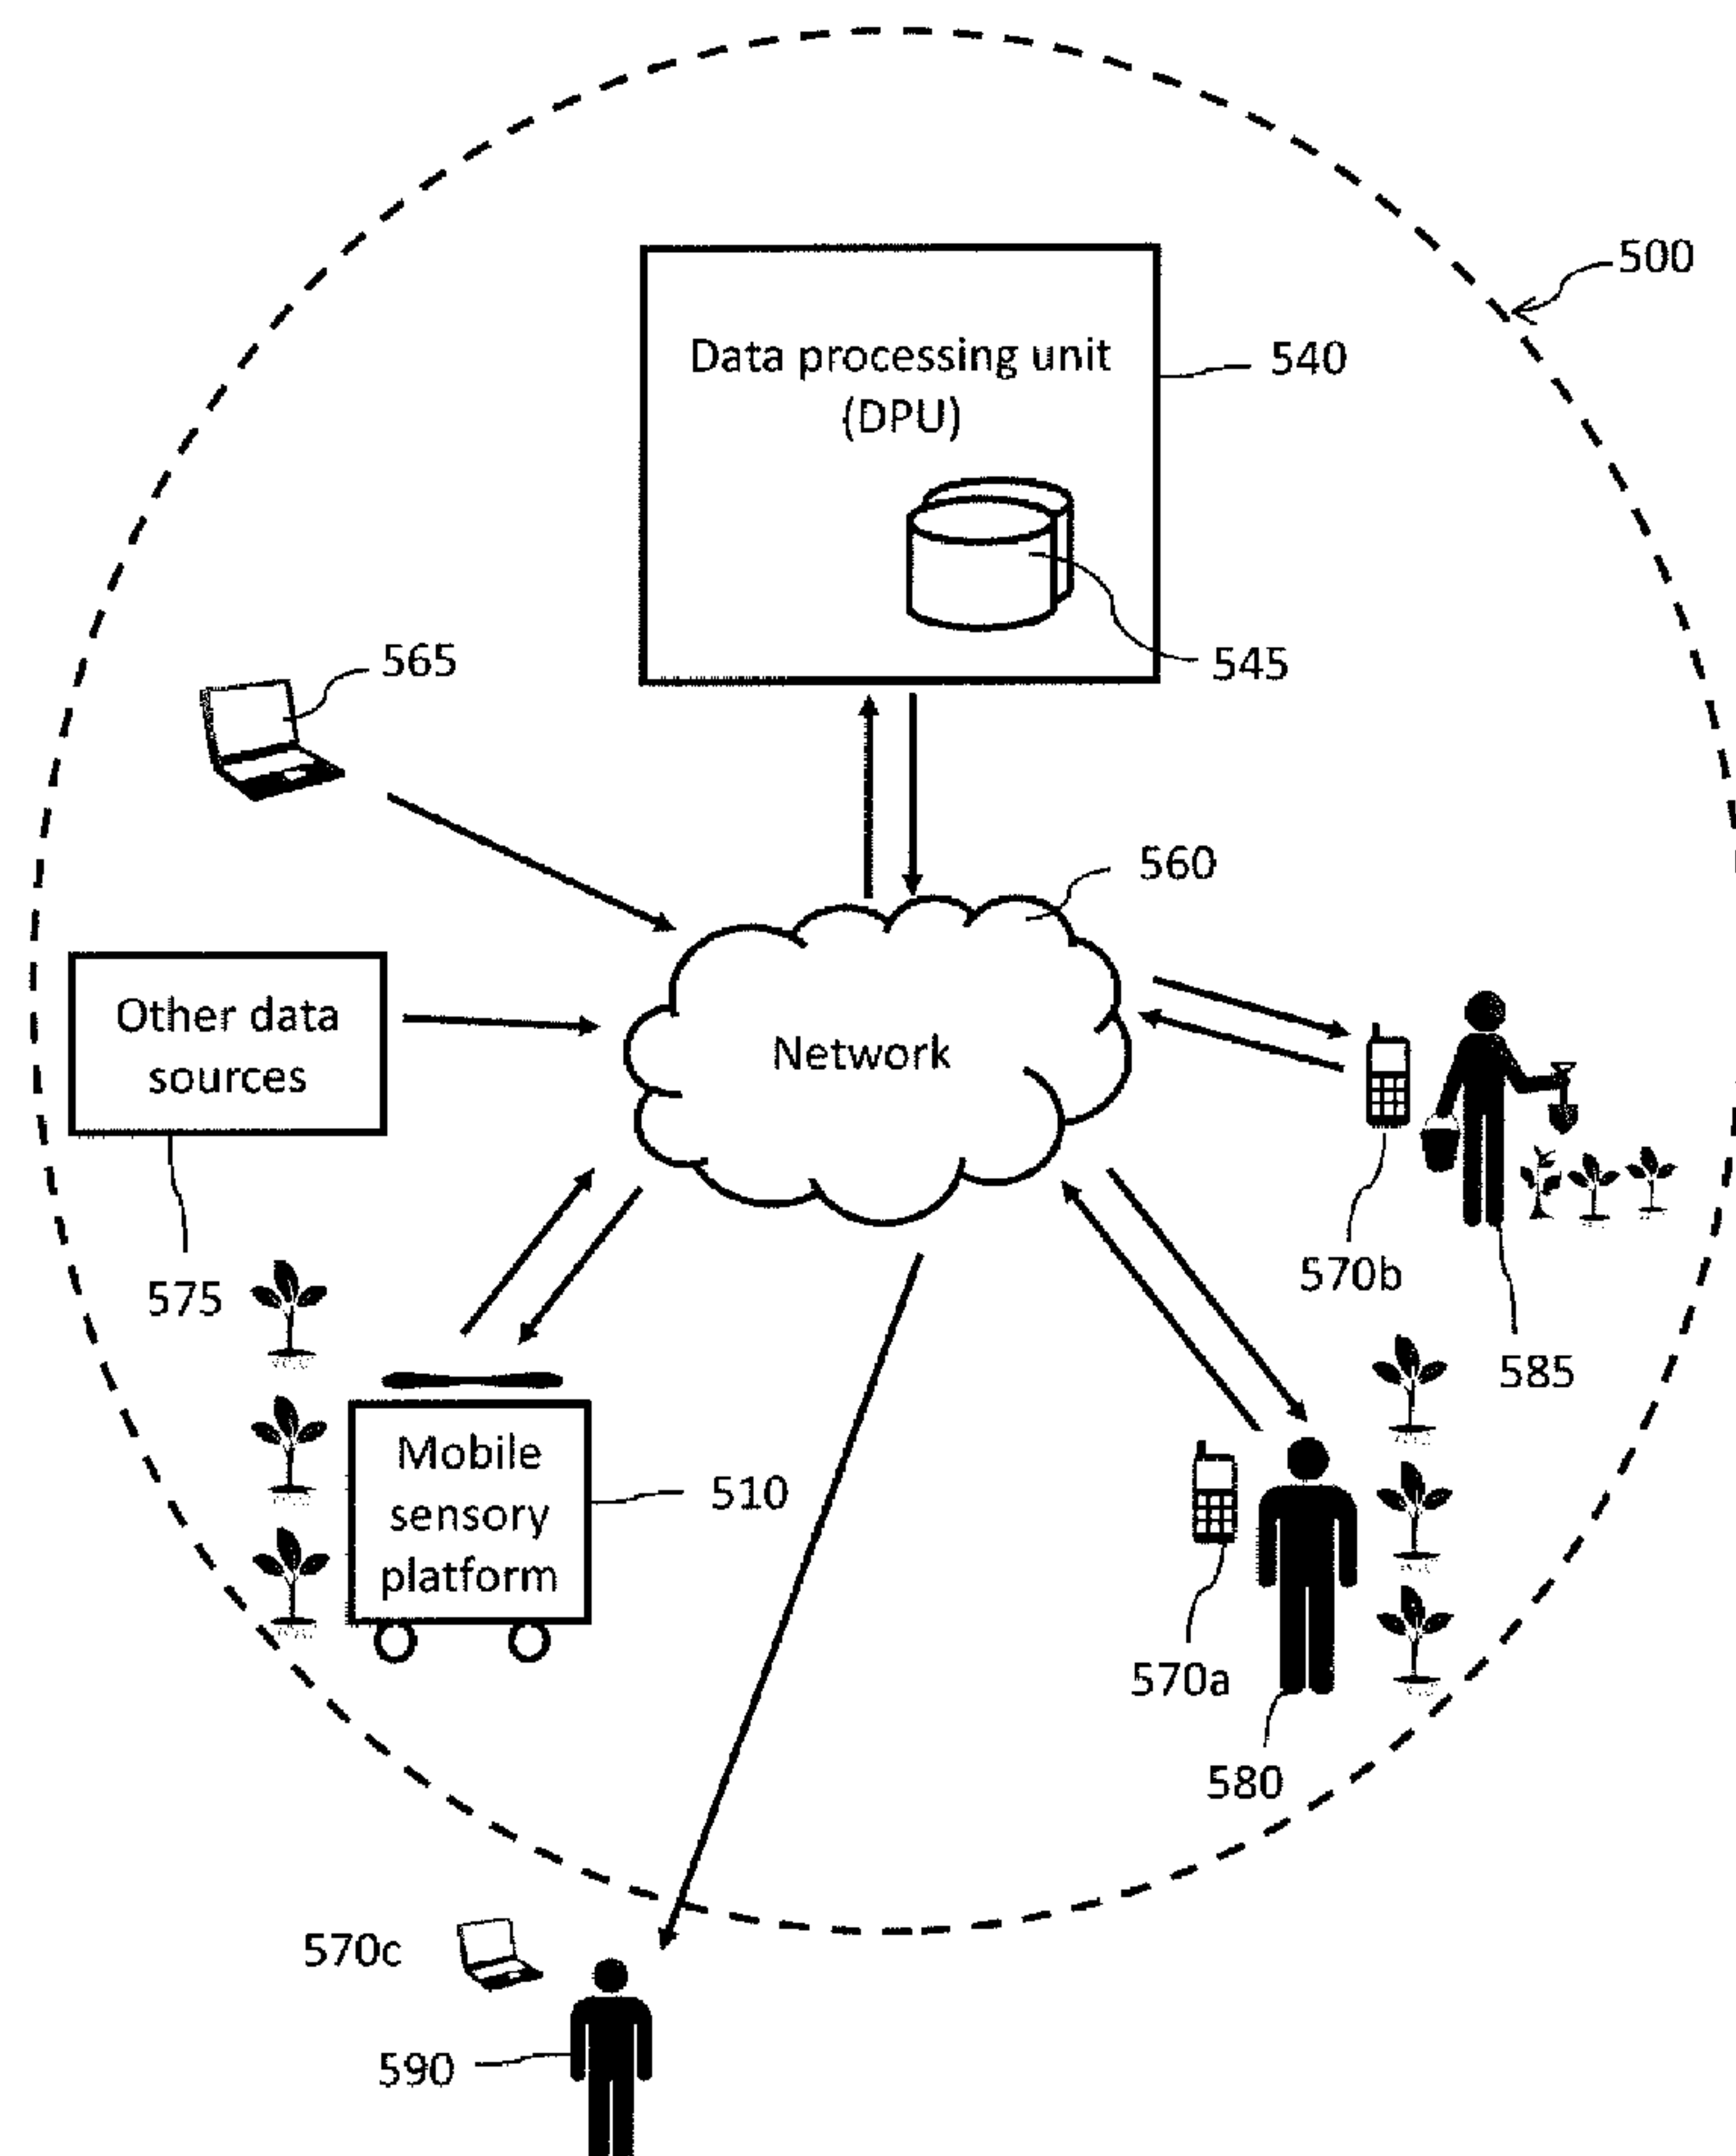 500
Data processing unit
(DPU)
540
545
565
560
Other data
sources
Network
575
570b
585
Mobile
sensory
platform
510
570a
580
570c
590